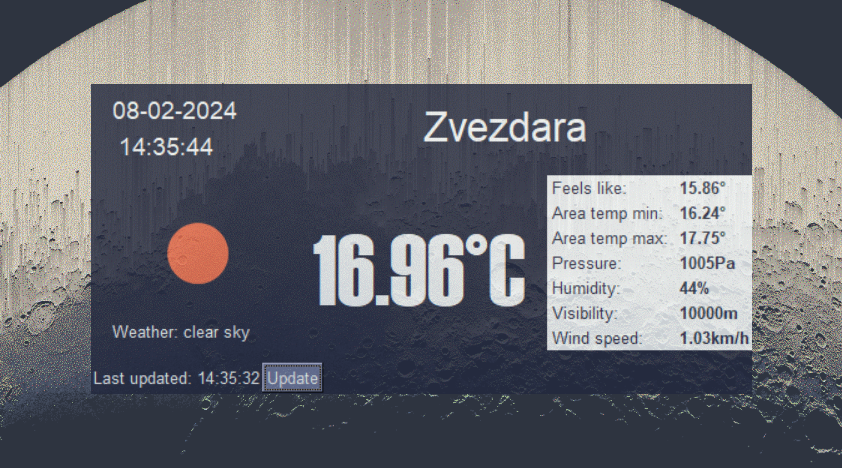 08-02-2024
14:35:44
Zvezdara
Feels like: 15.86°
Area temp min: 16.24°
Area temp max: 17.75°
Pressure: 1005Pa
Humidity: 44%
Visibility: 10000m
Wind speed: 1.03km/h
16.96°C
Weather: clear sky
Last updated: 14:35:32 Update